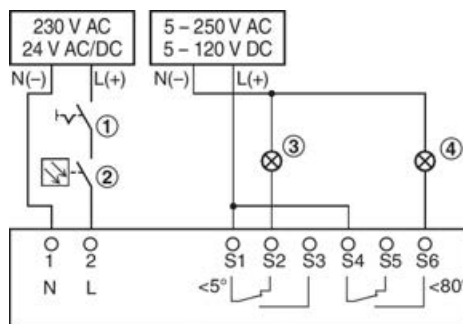 230 V AC
24 V AC/DC
5 – 250 V AC
5 – 120 V DC
N(–) L(+)
N(–) L(+)
1
2
3
4
1 2 S1 S2 S3 S4 S5 S6
N L <5° <80°